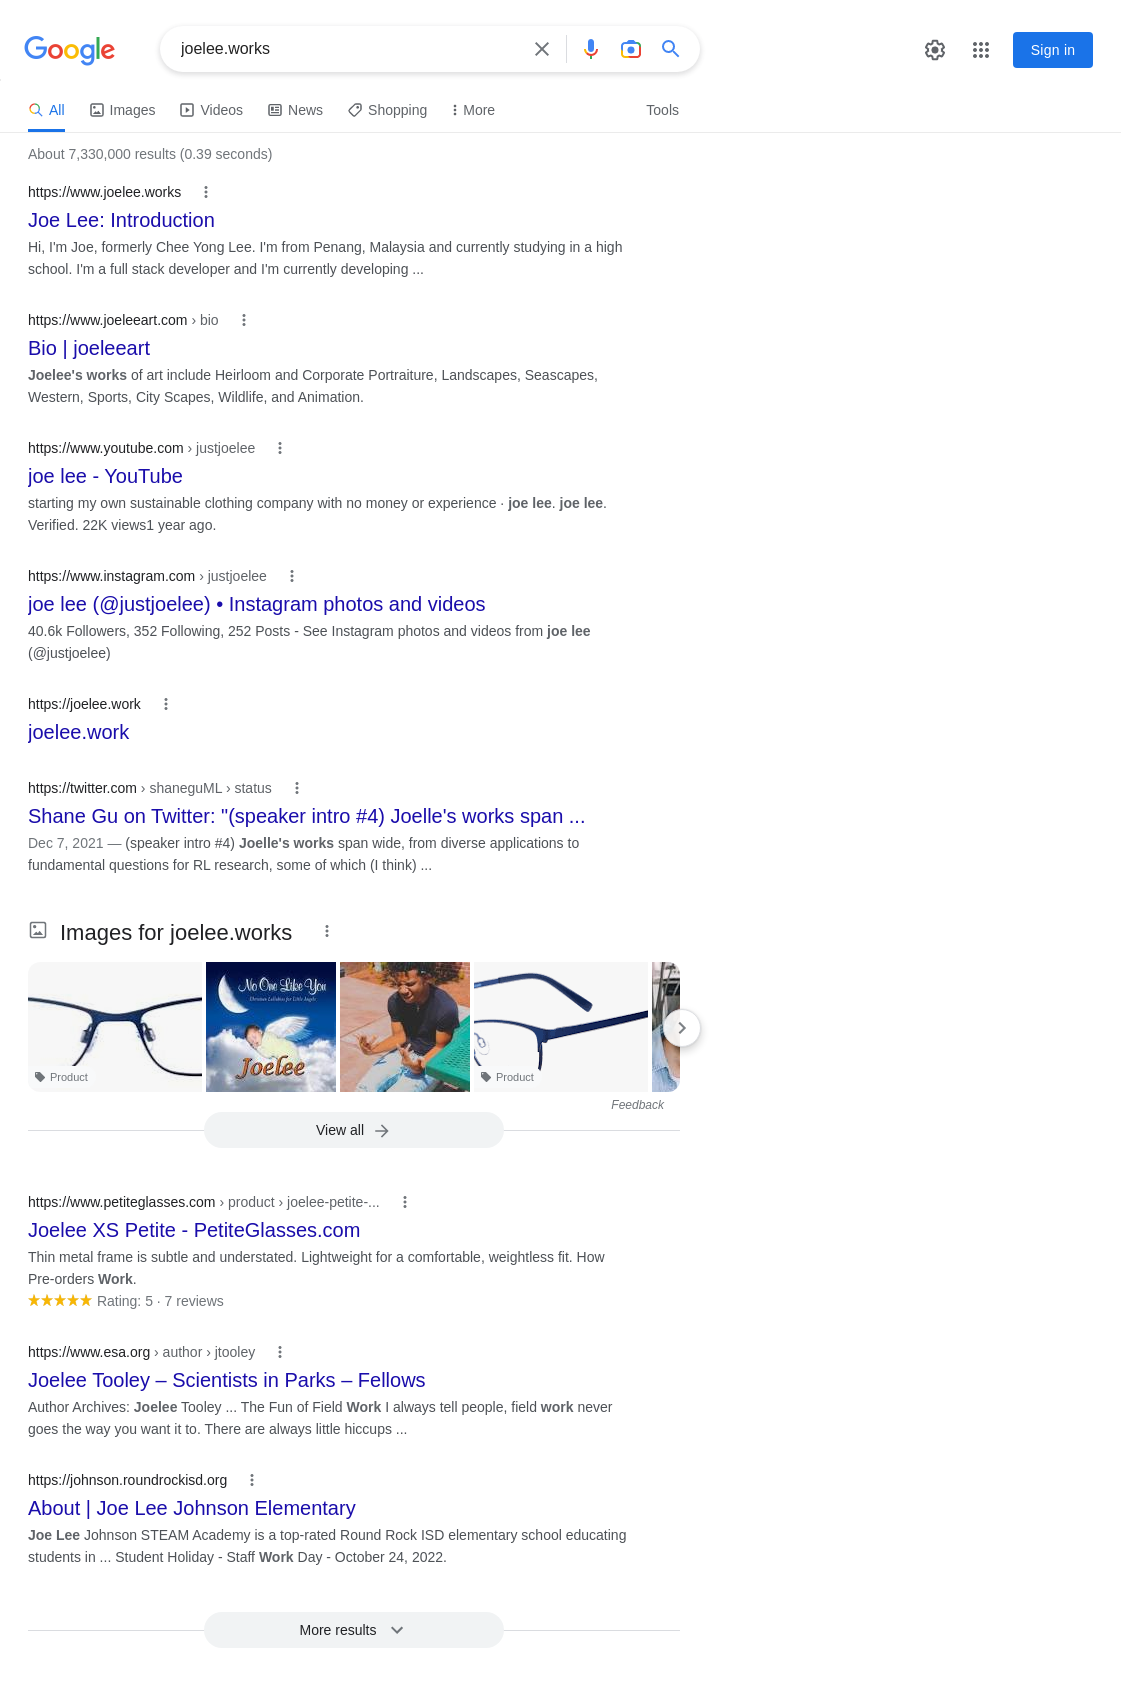 Google
joelee.works
Sign in
All
Images
Videos
News
Shopping
More
Tools
About 7,330,000 results (0.39 seconds)
https://www.joelee.works
Joe Lee: Introduction
Hi, I'm Joe, formerly Chee Yong Lee. I'm from Penang, Malaysia and currently studying in a high
school. I'm a full stack developer and I'm currently developing ...
https://www.joeleeart.com › bio
Bio | joeleeart
Joelee's works of art include Heirloom and Corporate Portraiture, Landscapes, Seascapes,
Western, Sports, City Scapes, Wildlife, and Animation.
https://www.youtube.com › justjoelee
joe lee - YouTube
starting my own sustainable clothing company with no money or experience · joe lee. joe lee.
Verified. 22K views1 year ago.
https://www.instagram.com › justjoelee
joe lee (@justjoelee) • Instagram photos and videos
40.6k Followers, 352 Following, 252 Posts - See Instagram photos and videos from joe lee
(@justjoelee)
https://joelee.work
joelee.work
https://twitter.com › shaneguML › status
Shane Gu on Twitter: "(speaker intro #4) Joelle's works span ...
Dec 7, 2021 — (speaker intro #4) Joelle's works span wide, from diverse applications to
fundamental questions for RL research, some of which (I think) ...
Images for joelee.works
No One Like You
Christian Lullabies for Little Angels
Joelee
Product
Product
Feedback
View all
https://www.petiteglasses.com › product › joelee-petite-...
Joelee XS Petite - PetiteGlasses.com
Thin metal frame is subtle and understated. Lightweight for a comfortable, weightless fit. How
Pre-orders Work.
Rating: 5 · 7 reviews
https://www.esa.org › author › jtooley
Joelee Tooley – Scientists in Parks – Fellows
Author Archives: Joelee Tooley ... The Fun of Field Work I always tell people, field work never
goes the way you want it to. There are always little hiccups ...
https://johnson.roundrockisd.org
About | Joe Lee Johnson Elementary
Joe Lee Johnson STEAM Academy is a top-rated Round Rock ISD elementary school educating
students in ... Student Holiday - Staff Work Day - October 24, 2022.
More results